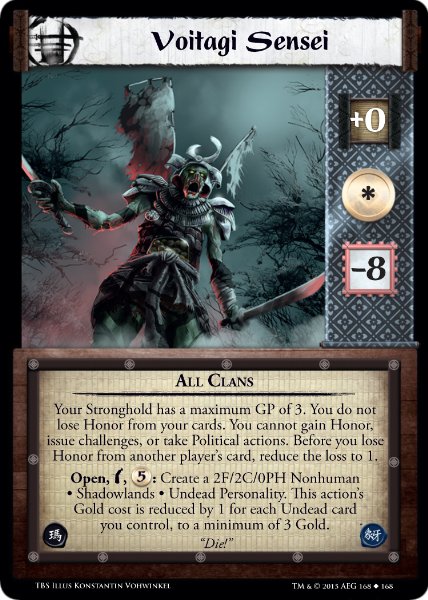 Voitagi Sensei
+0
*
-8
ALL CLANS
Your Stronghold has a maximum GP of 3. You do not
lose Honor from your cards. You cannot gain Honor,
issue challenges, or take Political actions. Before you lose
Honor from another player's card, reduce the loss to 1.
Open, 5: Create a 2F/2C/0PH Nonhuman
• Shadowlands • Undead Personality. This action's
Gold cost is reduced by 1 for each Undead card
you control, to a minimum of 3 Gold.
"Die!"
瑪
象牙
TBS ILLUS KONSTANTIN VOHWINKEL
TM & © 2015 AEG 168 ◆ 168